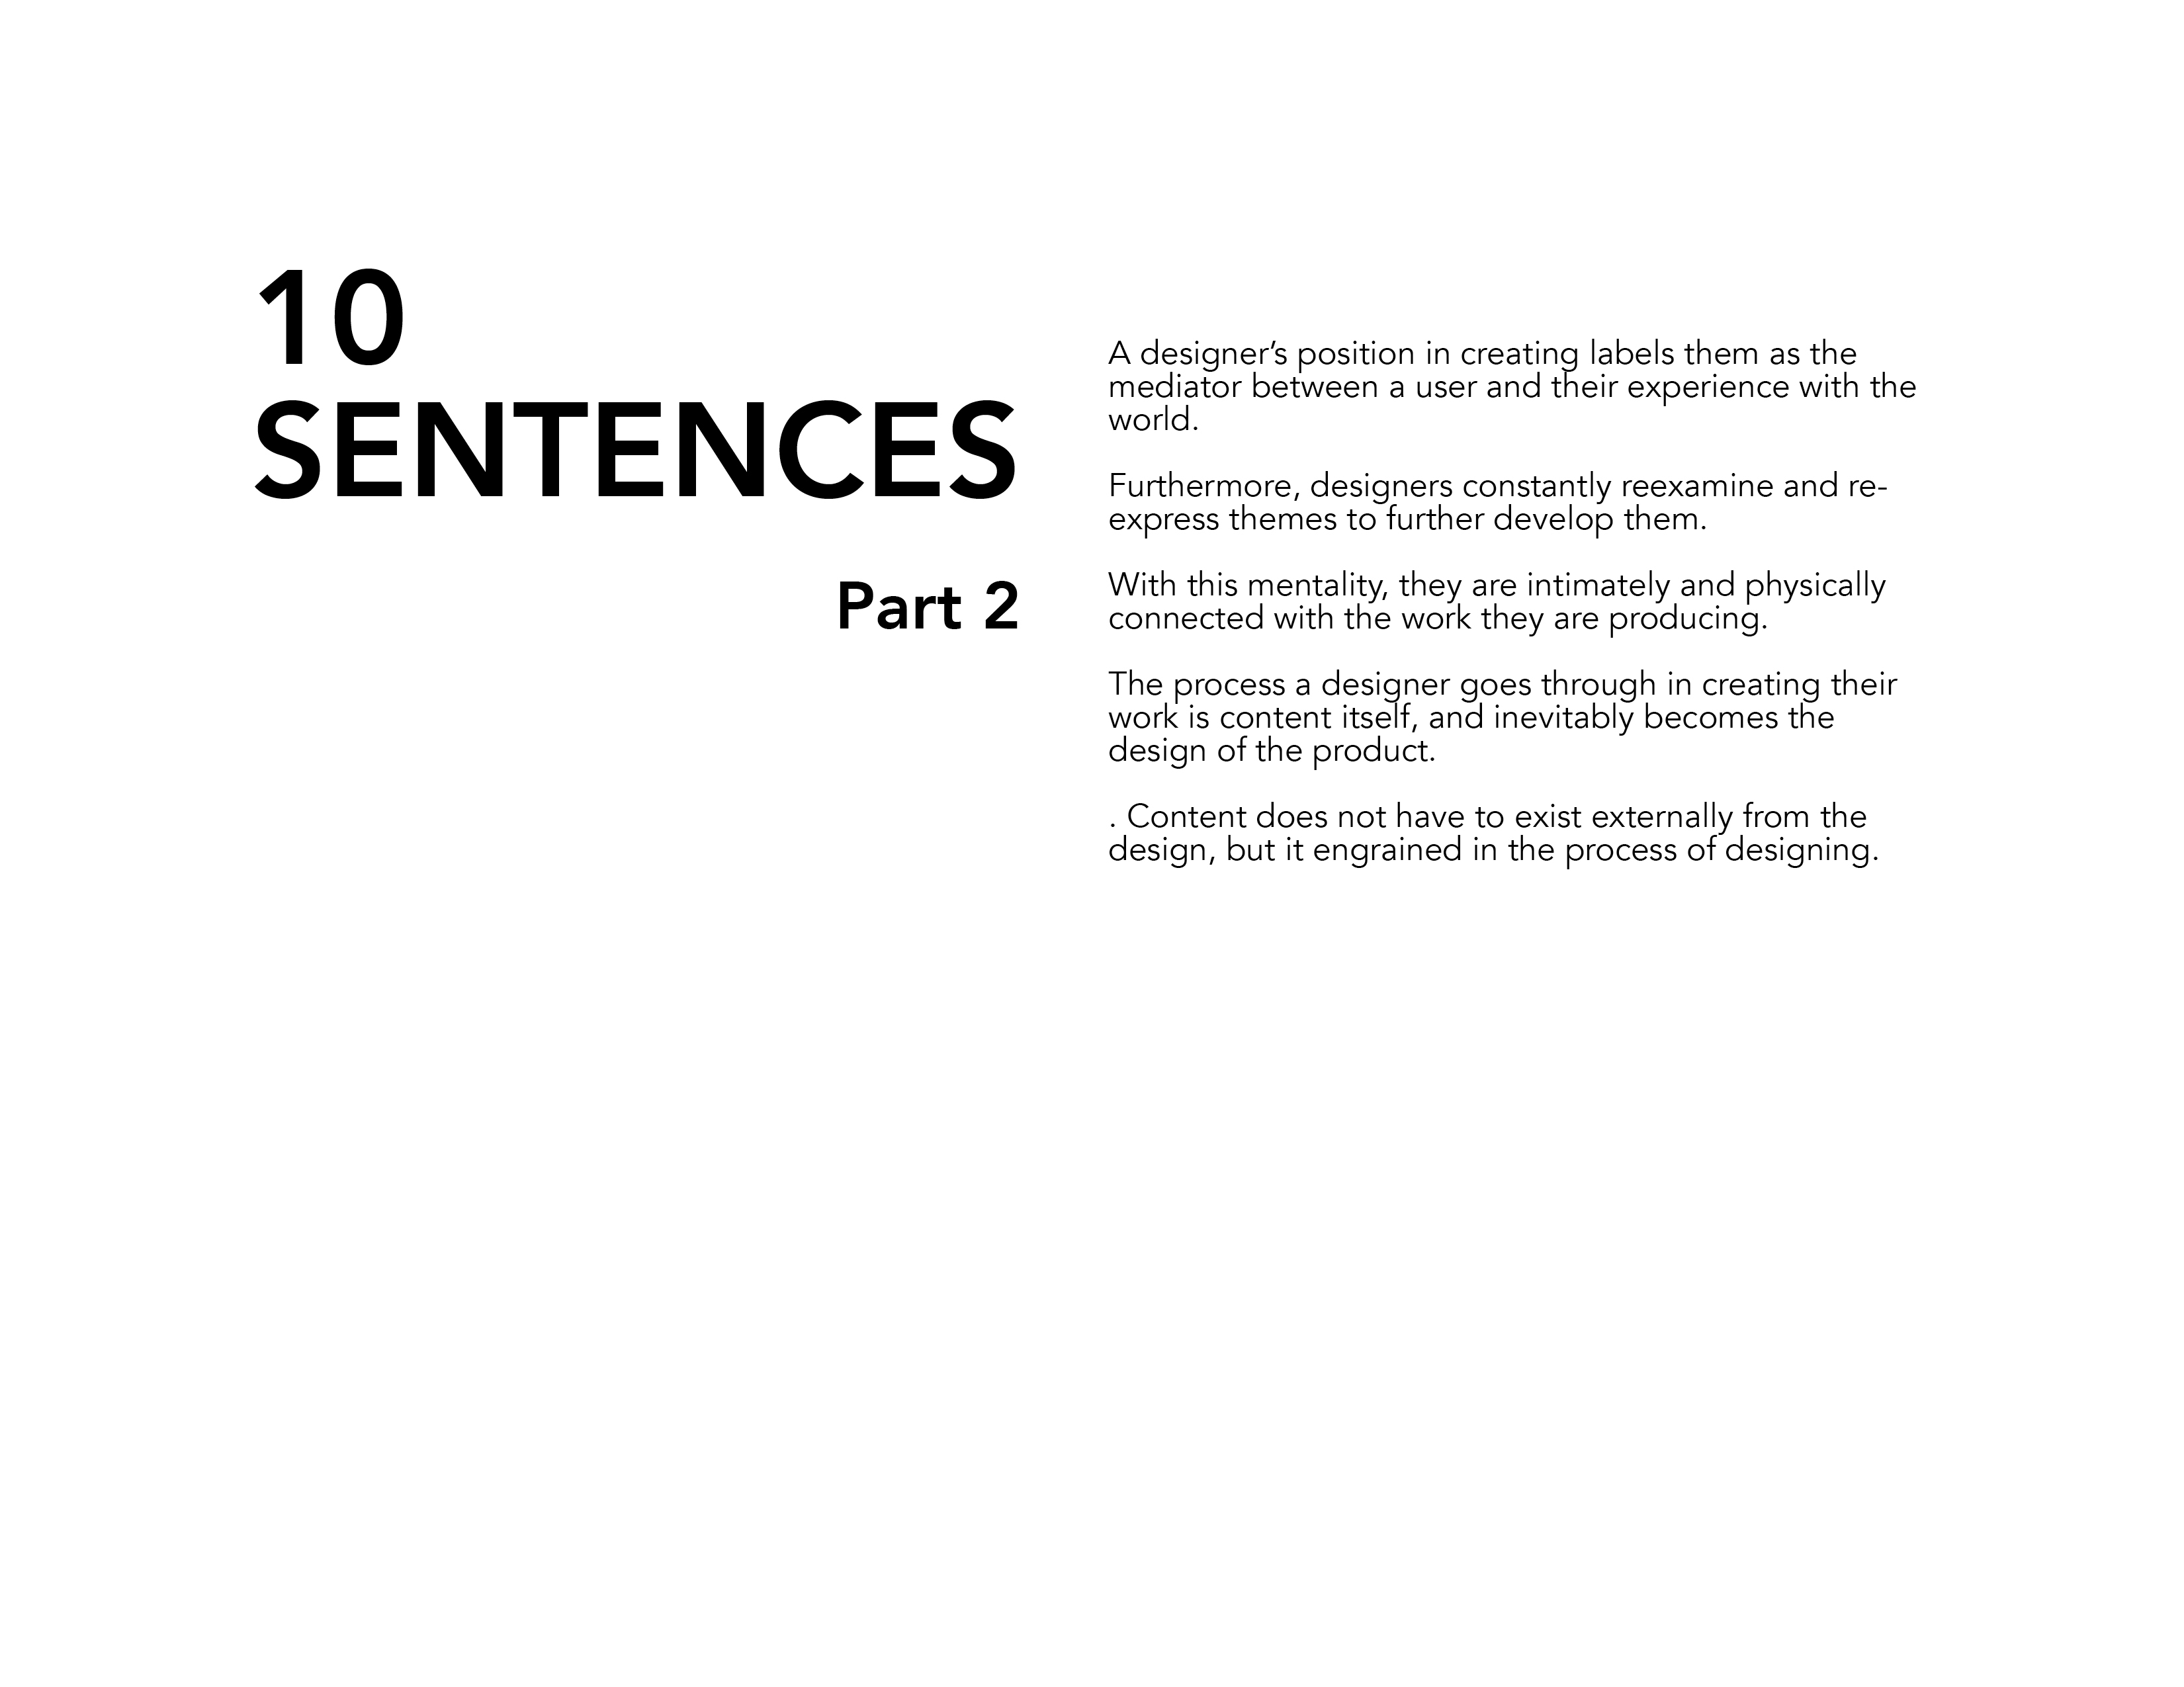 10
SENTENCES
Part 2
A designer’s position in creating labels them as the
mediator between a user and their experience with the
world.
Furthermore, designers constantly reexamine and re-
express themes to further develop them.
With this mentality, they are intimately and physically
connected with the work they are producing.
The process a designer goes through in creating their
work is content itself, and inevitably becomes the
design of the product.
. Content does not have to exist externally from the
design, but it engrained in the process of designing.